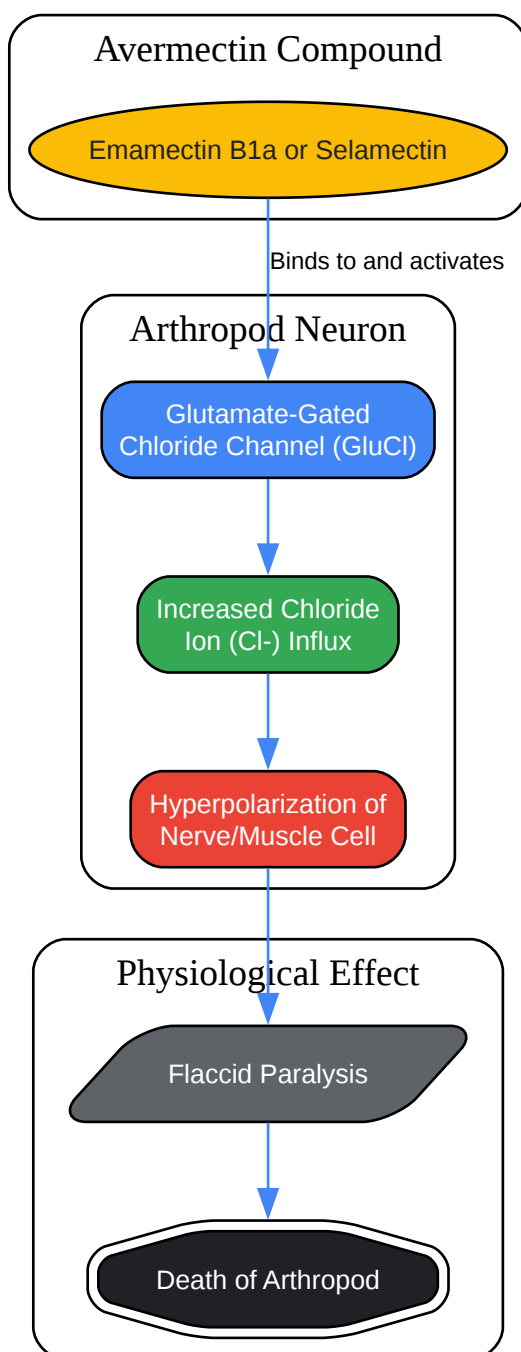 Avermectin Compound
Emamectin B1a or Selamectin
Binds to and activates
Arthropod Neuron
Glutamate-Gated
Chloride Channel (GluCl)
Increased Chloride
Ion (Cl-) Influx
Hyperpolarization of
Nerve/Muscle Cell
Physiological Effect
Flaccid Paralysis
Death of Arthropod